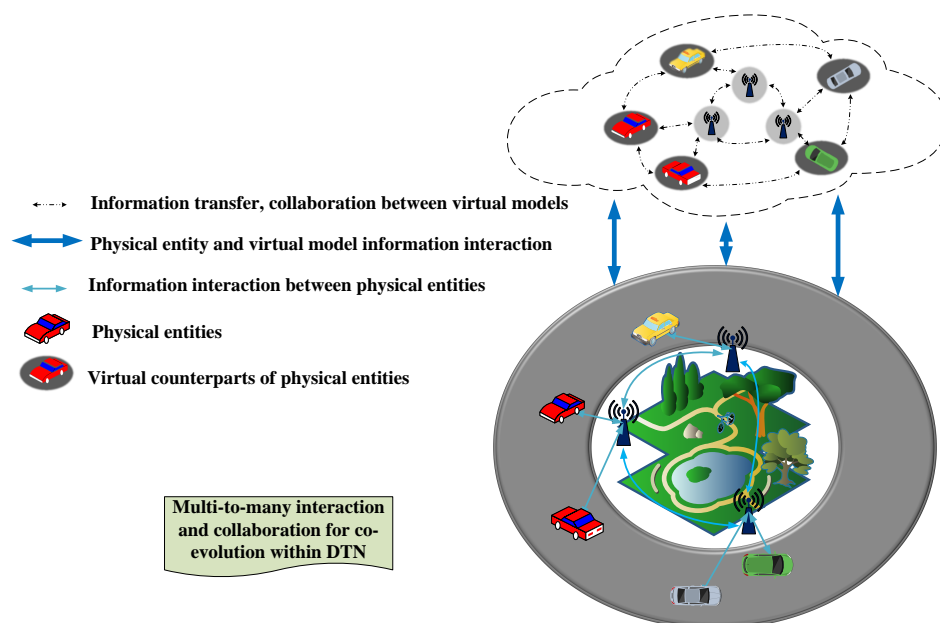 Information transfer, collaboration between virtual models
Physical entity and virtual model information interaction
Information interaction between physical entities
Physical entities
Virtual counterparts of physical entities
Multi-to-many interaction
and collaboration for co-
evolution within DTN